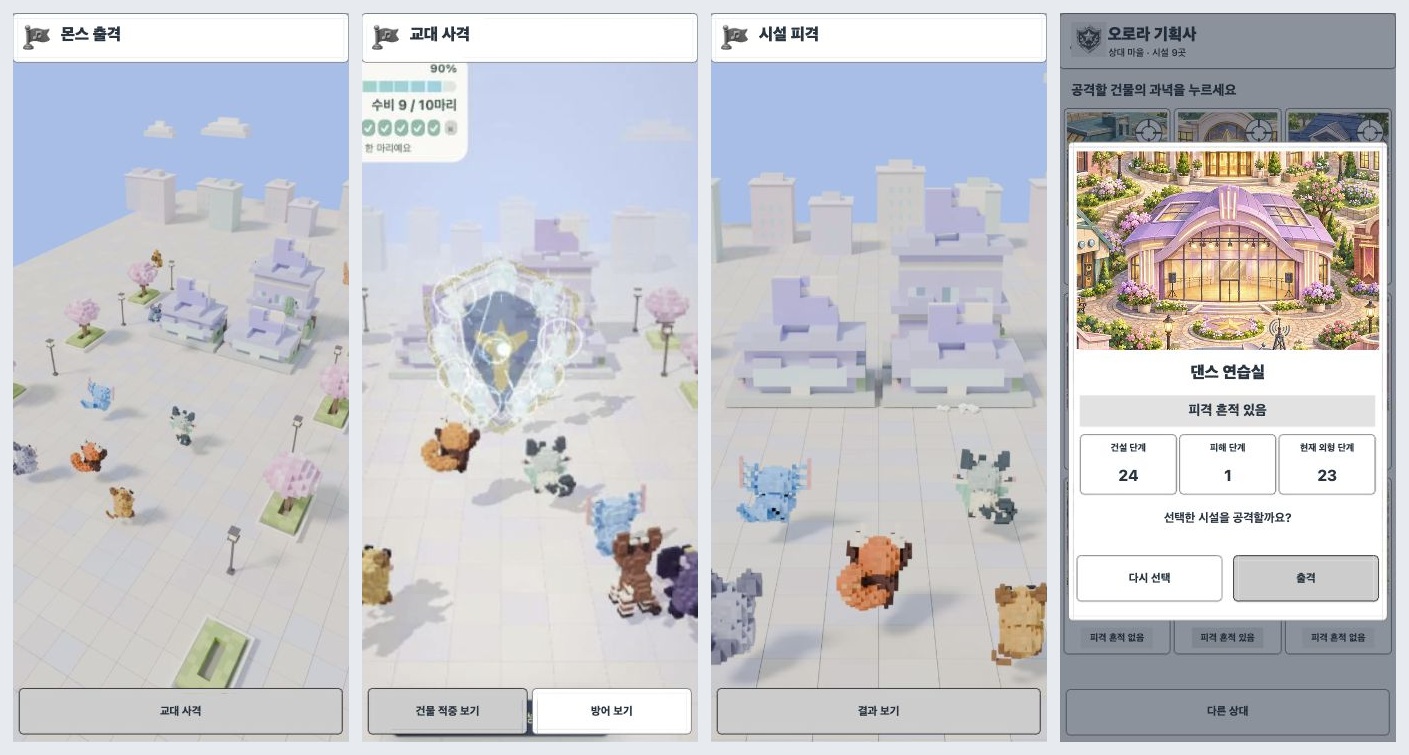 몬스 출격
교대 사격
교대 사격
90%
수비 9 / 10마리
한 마리예요
건물 적중 보기
방어 보기
시설 피격
결과 보기
오로라 기획사
상대 마을 · 시설 9곳
공격할 건물의 과녁을 누르세요
댄스 연습실
피격 흔적 있음
건설 단계
피해 단계
현재 외형 단계
24
1
23
선택한 시설을 공격할까요?
다시 선택
출격
피격 흔적 없음
피격 흔적 있음
피격 흔적 없음
다른 상대